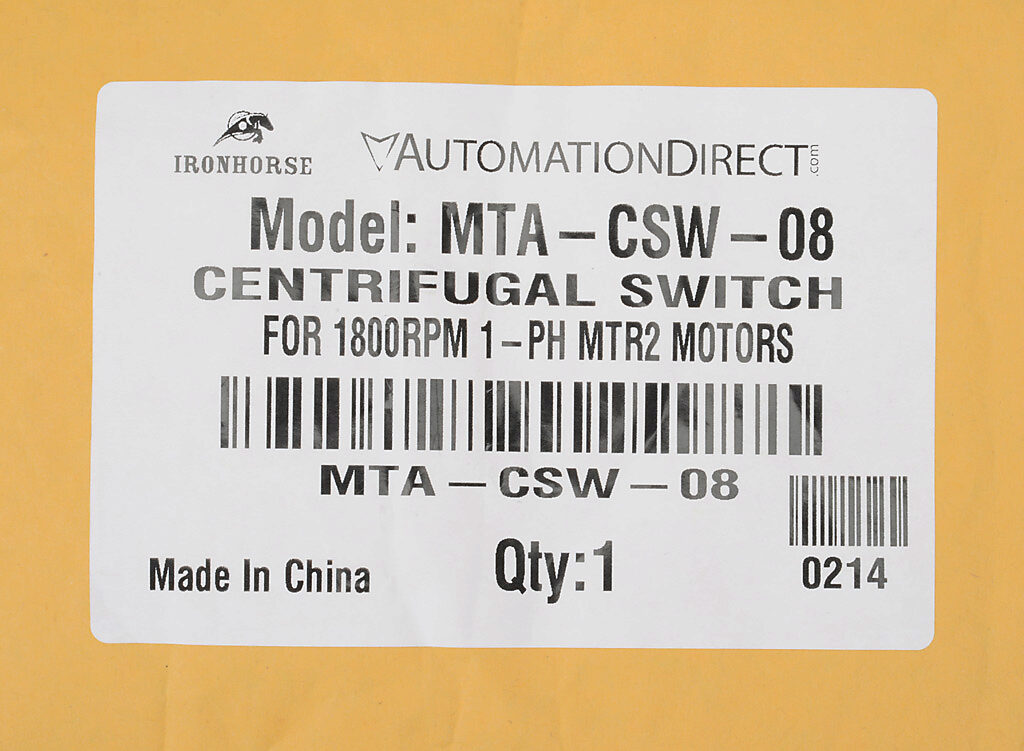 IRONHORSE
AUTOMATIONDIRECT.com
Model: MTA-CSW-08
CENTRIFUGAL SWITCH
FOR 1800RPM 1-PH MTR2 MOTORS
MTA-CSW-08
Made In China
Qty:1
0214